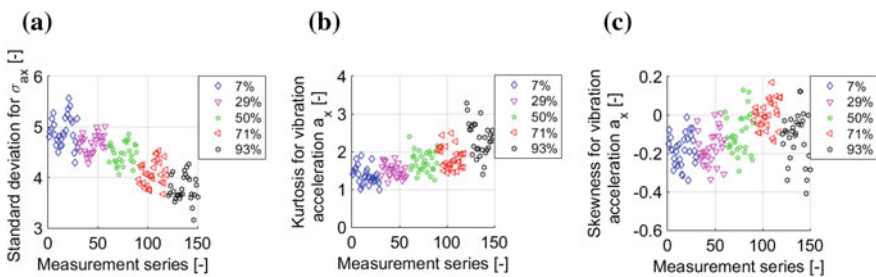 (a)
Standard deviation for σax [-]
6
5
4
3
0 50 100 150
Measurement series [-]
7%
29%
50%
71%
93%
(b)
Kurtosis for vibration
acceleration ax [-]
4
3
2
1
0
0 50 100 150
Measurement series [-]
7%
29%
50%
71%
93%
(c)
Skewness for vibration
acceleration ax [-]
0.2
0
-0.2
-0.4
-0.6
0 50 100 150
Measurement series [-]
7%
29%
50%
71%
93%